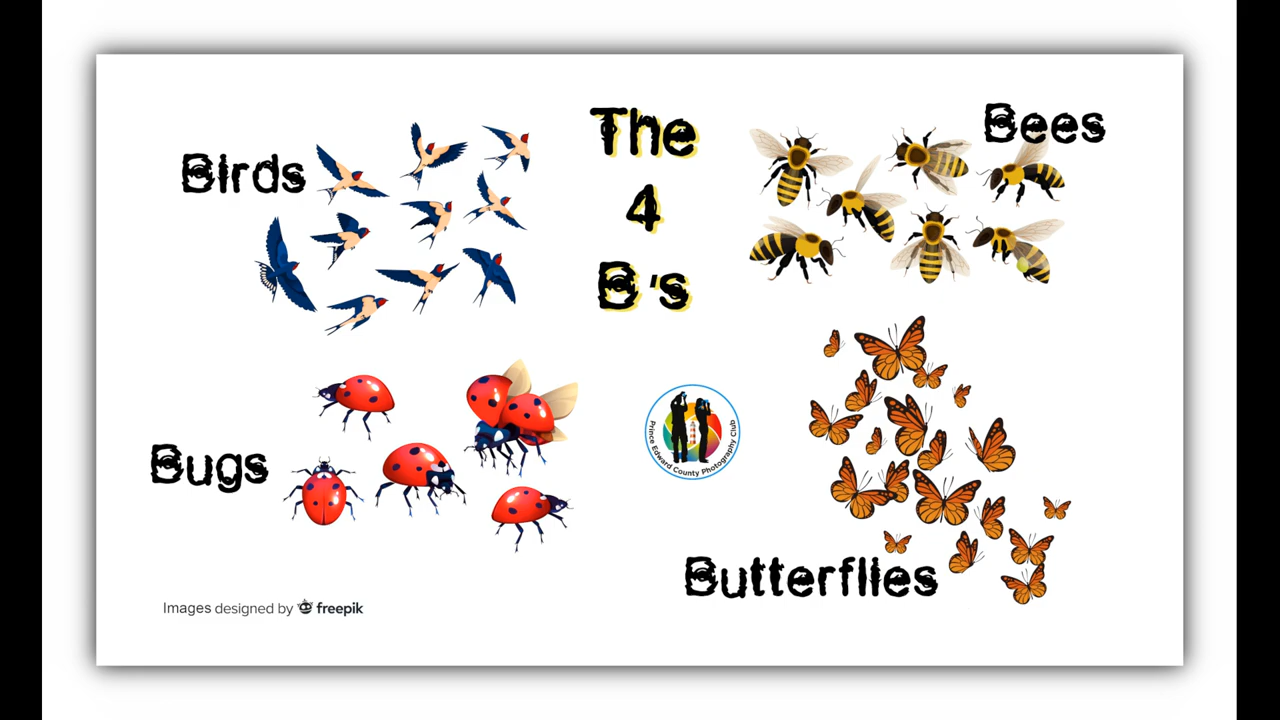 The
4
B's
Birds
Bees
Bugs
Prince Edward County Photography Club
Butterflies
Images designed by freepik